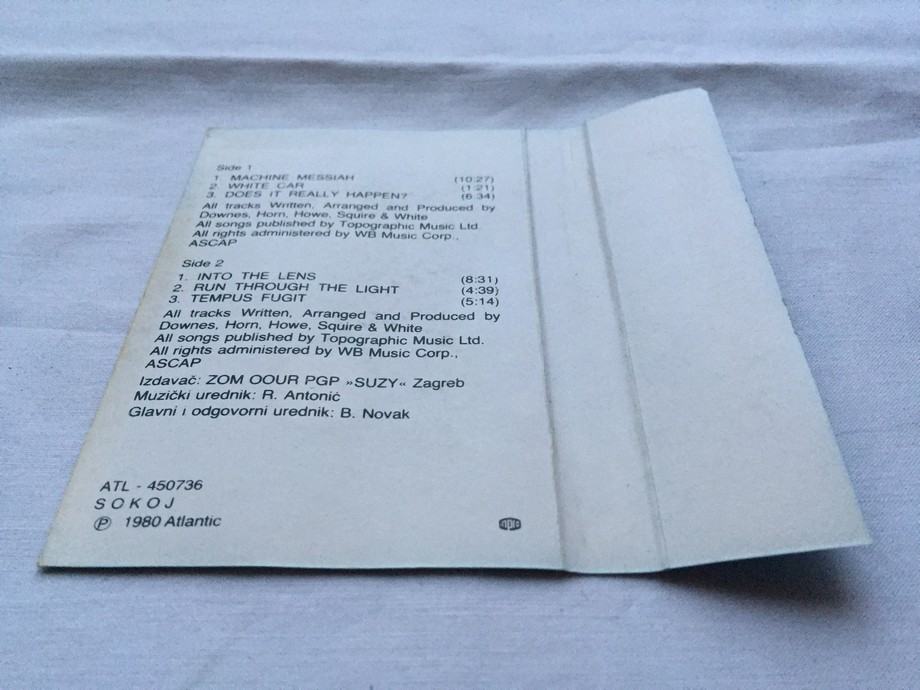 Side 1
1. MACHINE MESSIAH (10:27)
2. WHITE CAR (1:21)
3. DOES IT REALLY HAPPEN? (6:34)
All tracks Written, Arranged and Produced by
Downes, Horn, Howe, Squire & White
All songs published by Topographic Music Ltd.
All rights administered by WB Music Corp.,
ASCAP
Side 2
1. INTO THE LENS (8:31)
2. RUN THROUGH THE LIGHT (4:39)
3. TEMPUS FUGIT (5:14)
All tracks Written, Arranged and Produced by
Downes, Horn, Howe, Squire & White
All songs published by Topographic Music Ltd.
All rights administered by WB Music Corp.,
ASCAP
Izdavač: ZOM OOUR PGP »SUZY« Zagreb
Muzički urednik: R. Antonić
Glavni i odgovorni urednik: B. Novak
ATL - 450736
SOKOJ
Ⓟ 1980 Atlantic